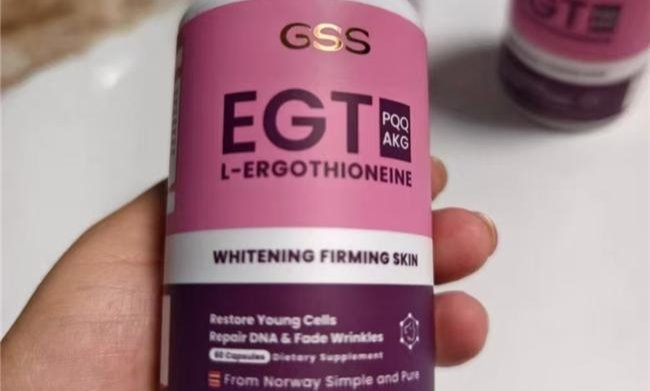 GSS
EGT PQQ AKG
L-ERGOTHIONEINE
WHITENING FIRMING SKIN
Restore Young Cells
Repair DNA & Fade Wrinkles
60 Capsules Dietary Supplement
From Norway Simple and Pure
EGT